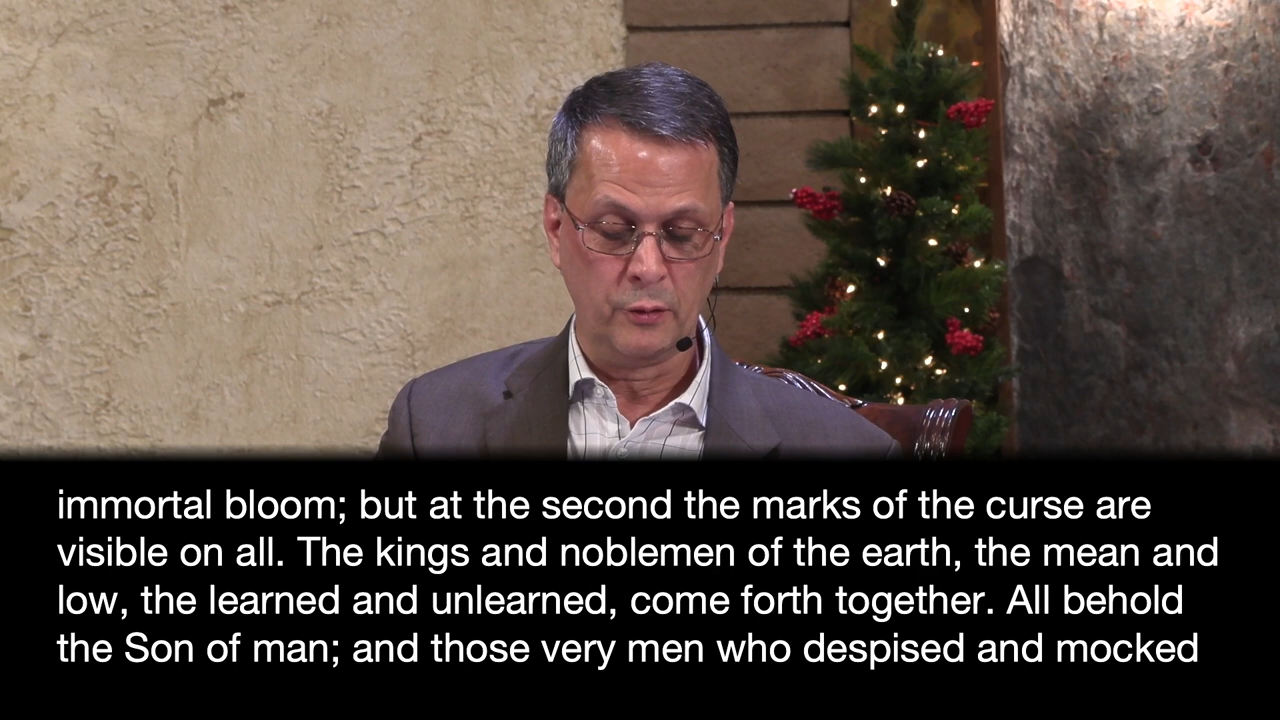 immortal bloom; but at the second the marks of the curse are
visible on all. The kings and noblemen of the earth, the mean and
low, the learned and unlearned, come forth together. All behold
the Son of man; and those very men who despised and mocked